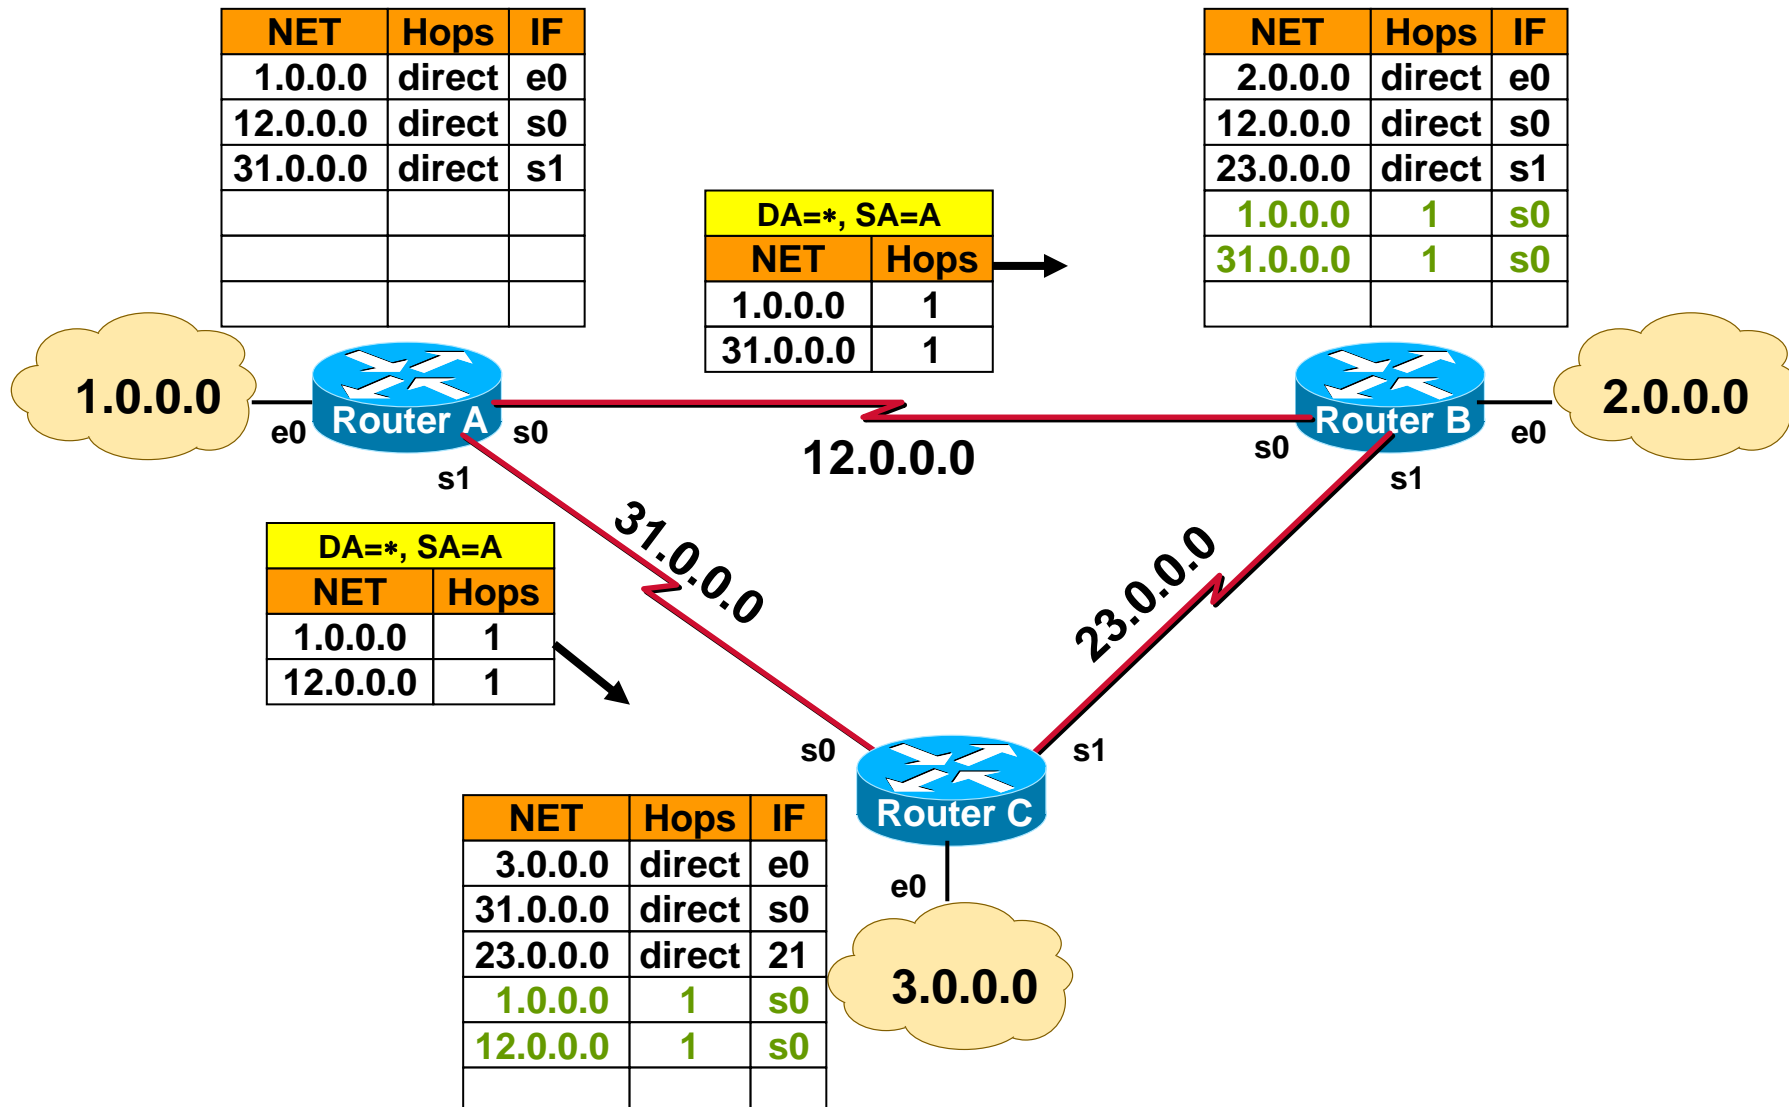 NET Hops IF
1.0.0.0 direct e0
12.0.0.0 direct s0
31.0.0.0 direct s1
NET Hops IF
2.0.0.0 direct e0
12.0.0.0 direct s0
23.0.0.0 direct s1
1.0.0.0 1 s0
31.0.0.0 1 s0
DA=*, SA=A
NET Hops
1.0.0.0 1
31.0.0.0 1
1.0.0.0
e0
Router A
s0
s1
12.0.0.0
s0
Router B
e0
s1
2.0.0.0
DA=*, SA=A
NET Hops
1.0.0.0 1
12.0.0.0 1
31.0.0.0
23.0.0.0
s0
s1
Router C
e0
3.0.0.0
NET Hops IF
3.0.0.0 direct e0
31.0.0.0 direct s0
23.0.0.0 direct 21
1.0.0.0 1 s0
12.0.0.0 1 s0